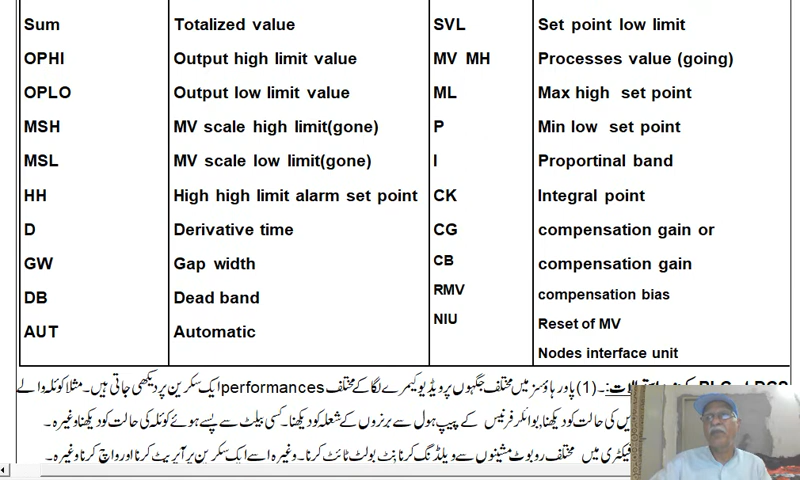 Sum Totalized value SVL Set point low limit
OPHI Output high limit value MV MH Processes value (going)
OPLO Output low limit value ML Max high set point
MSH MV scale high limit(gone) P Min low set point
MSL MV scale low limit(gone) I Proportinal band
HH High high limit alarm set point CK Integral point
D Derivative time CG compensation gain or
GW Gap width CB compensation gain
DB Dead band RMV compensation bias
AUT Automatic NIU Reset of MV
Nodes interface unit
(1) پاور ہاؤسز میں مختلف جگہوں پر ویڈیو کیمرے لگا کے مختلف performances ایک سکرین پر دیکھی جاتی ہیں۔ مثلا کوئلہ والے
کی حالت کو دیکھنا، بوائلر فرنیس کے پیپ ہول سے برنروں کے شعلہ کو دیکھنا۔ کسی بیلٹ سے پسے ہوئے کوئلہ کی حالت کو دیکھنا وغیرہ۔
فیکٹری میں مختلف روبوٹ مشینوں سے ویلڈنگ کرنا، نٹ بولٹ ٹائٹ کرنا۔ وغیرہ اسے ایک سکرین پر آپریٹ کرنا اور واچ کرنا وغیرہ۔